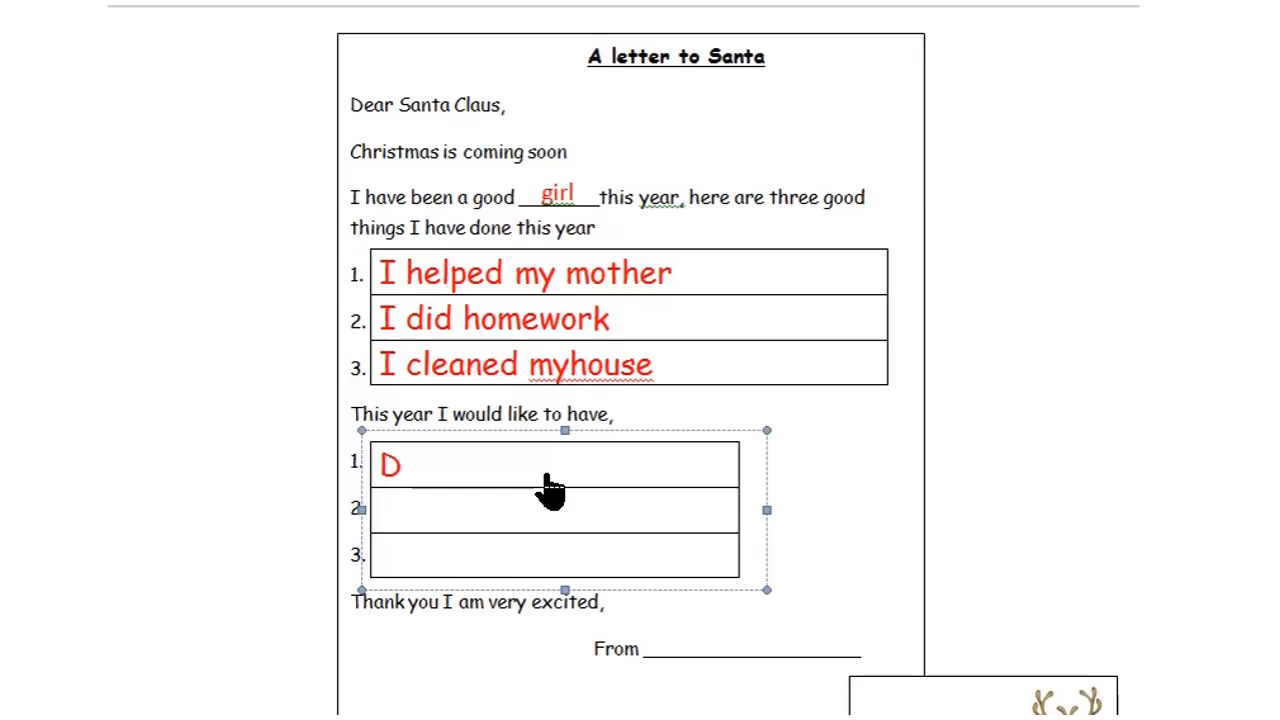 A letter to Santa
Dear Santa Claus,
Christmas is coming soon
I have been a good girl this year, here are three good
things I have done this year
1. I helped my mother
2. I did homework
3. I cleaned myhouse
This year I would like to have,
1. D
2.
3.
Thank you I am very excited,
From ____________________